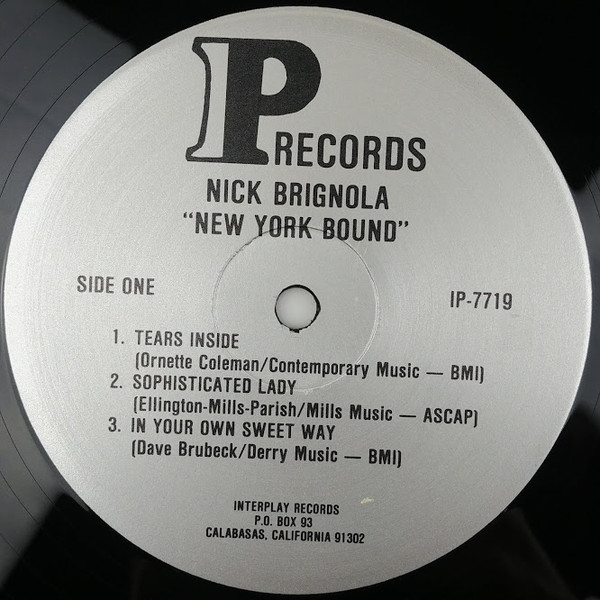 P RECORDS
NICK BRIGNOLA
"NEW YORK BOUND"
SIDE ONE
IP-7719
1. TEARS INSIDE
(Ornette Coleman/Contemporary Music — BMI)
2. SOPHISTICATED LADY
(Ellington-Mills-Parish/Mills Music — ASCAP)
3. IN YOUR OWN SWEET WAY
(Dave Brubeck/Derry Music — BMI)
INTERPLAY RECORDS
P.O. BOX 93
CALABASAS, CALIFORNIA 91302